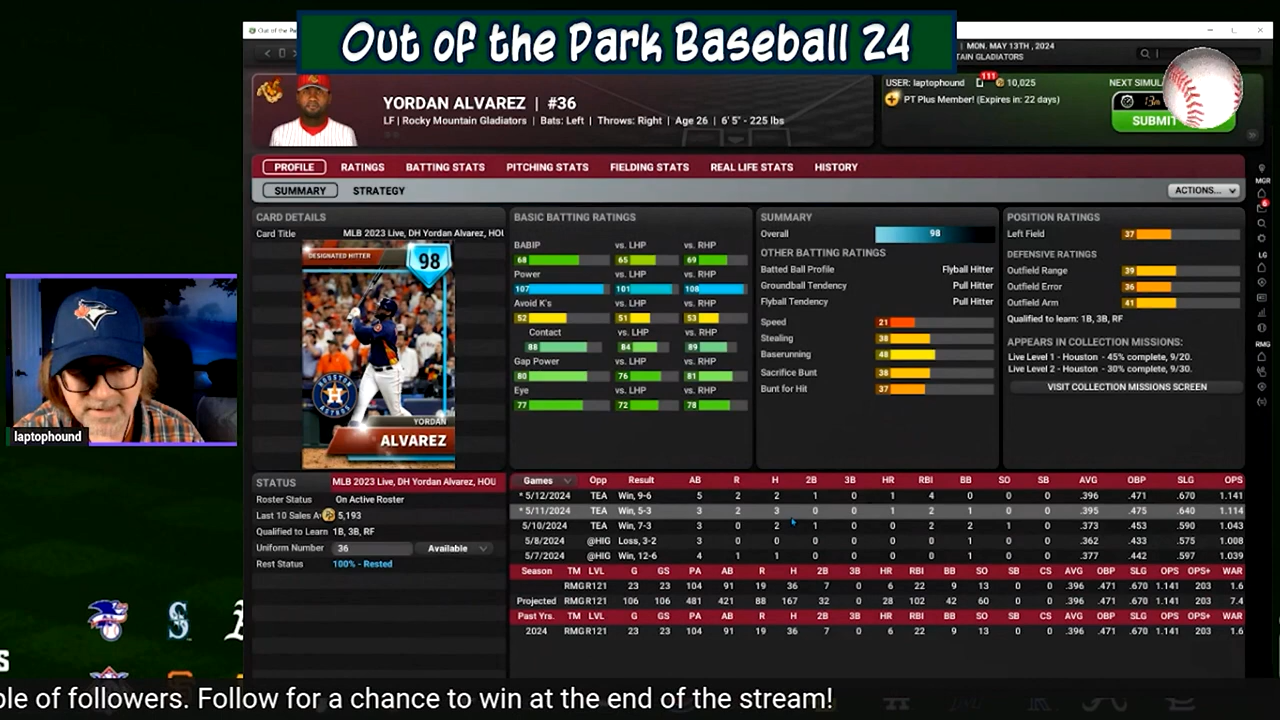 Out of the Park Baseball 24
Out of the Pa
MON. MAY 13TH , 2024
TAIN GLADIATORS
YORDAN ALVAREZ | #36
LF | Rocky Mountain Gladiators | Bats: Left | Throws: Right | Age 26 | 6' 5" - 225 lbs
USER: laptophound 111 10,025
PT Plus Member! (Expires in: 22 days)
NEXT SIMUL
13m
SUBMIT
PROFILE RATINGS BATTING STATS PITCHING STATS FIELDING STATS REAL LIFE STATS HISTORY
SUMMARY STRATEGY ACTIONS...
CARD DETAILS
Card Title MLB 2023 Live, DH Yordan Alvarez, HOU
DESIGNATED HITTER 98
HOUSTON
ASTROS
YORDAN
ALVAREZ
BASIC BATTING RATINGS
BABIP vs. LHP vs. RHP
68 65 69
Power vs. LHP vs. RHP
107 101 108
Avoid K's vs. LHP vs. RHP
52 51 53
Contact vs. LHP vs. RHP
88 84 89
Gap Power vs. LHP vs. RHP
80 76 81
Eye vs. LHP vs. RHP
77 72 78
SUMMARY
Overall 98
OTHER BATTING RATINGS
Batted Ball Profile Flyball Hitter
Groundball Tendency Pull Hitter
Flyball Tendency Pull Hitter
Speed 21
Stealing 38
Baserunning 48
Sacrifice Bunt 38
Bunt for Hit 37
POSITION RATINGS
Left Field 37
DEFENSIVE RATINGS
Outfield Range 39
Outfield Error 36
Outfield Arm 41
Qualified to learn: 1B, 3B, RF
APPEARS IN COLLECTION MISSIONS:
Live Level 1 - Houston - 45% complete, 9/20.
Live Level 2 - Houston - 30% complete, 9/30.
VISIT COLLECTION MISSIONS SCREEN
MGR
6
LG
RMG
laptophound
STATUS MLB 2023 Live, DH Yordan Alvarez, HOU
Roster Status On Active Roster
Last 10 Sales A 5,193
Qualified to Learn 1B, 3B, RF
Uniform Number 36 Available
Rest Status 100% - Rested
Games Opp Result AB R H 2B 3B HR RBI BB SO SB AVG OBP SLG OPS
* 5/12/2024 TEA Win, 9-6 5 2 2 1 0 1 4 0 0 0 .396 .471 .670 1.141
* 5/11/2024 TEA Win, 5-3 3 2 3 0 0 1 2 1 0 0 .395 .475 .640 1.114
5/10/2024 TEA Win, 7-3 3 0 2 1 0 0 2 2 1 0 .373 .453 .590 1.043
5/8/2024 @HIG Loss, 3-2 3 0 0 0 0 0 0 1 0 0 .362 .433 .575 1.008
5/7/2024 @HIG Win, 12-6 4 1 1 0 0 0 0 1 0 0 .377 .442 .597 1.039
Season TM LVL G GS PA AB R H 2B 3B HR RBI BB SO SB CS AVG OBP SLG OPS OPS+ WAR
RMG R121 23 23 104 91 19 36 7 0 6 22 9 13 0 0 .396 .471 .670 1.141 203 1.6
Projected RMG R121 106 106 481 421 88 167 32 0 28 102 42 60 0 0 .396 .471 .670 1.141 203 7.4
Past Yrs. TM LVL G GS PA AB R H 2B 3B HR RBI BB SO SB CS AVG OBP SLG OPS OPS+ WAR
2024 RMG R121 23 23 104 91 19 36 7 0 6 22 9 13 0 0 .396 .471 .670 1.141 203 1.6
S
ple of followers. Follow for a chance to win at the end of the stream!